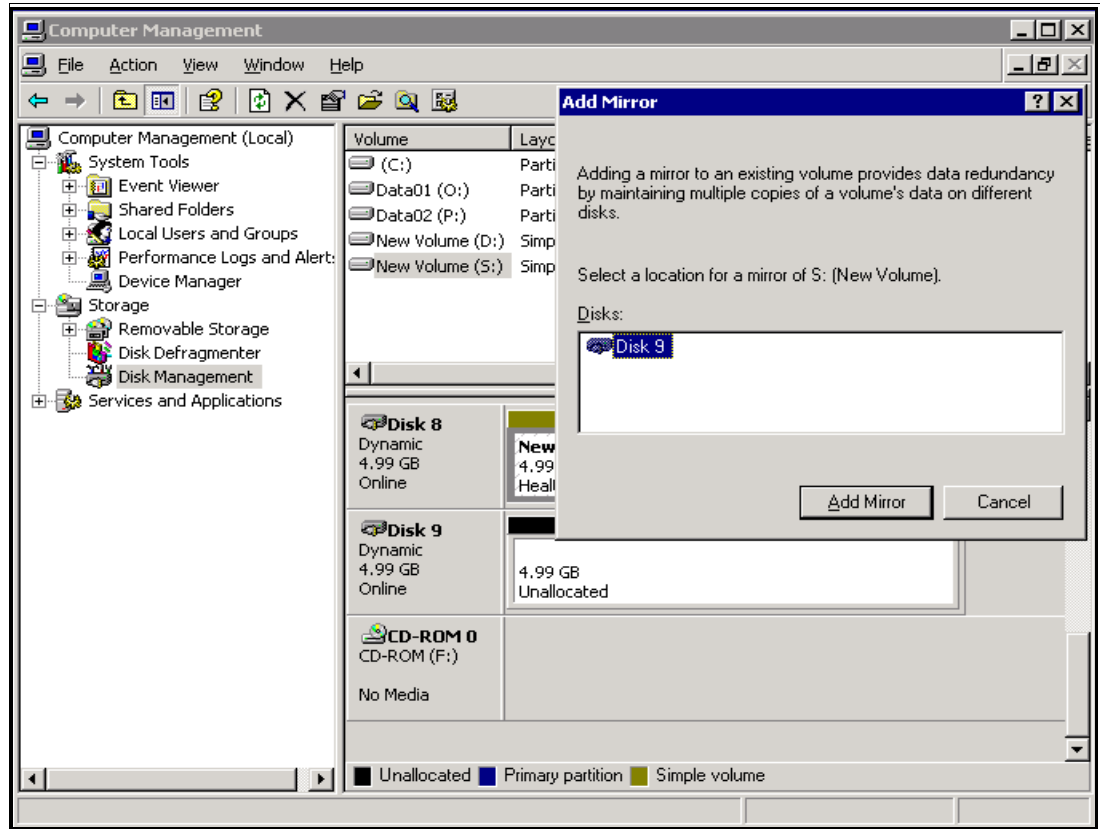 Computer Management
File Action View Window Help
Computer Management (Local)
System Tools
Event Viewer
Shared Folders
Local Users and Groups
Performance Logs and Alert
Device Manager
Storage
Removable Storage
Disk Defragmenter
Disk Management
Services and Applications
Volume Layc
(C:) Parti
Data01 (O:) Parti
Data02 (P:) Parti
New Volume (D:) Simp
New Volume (S:) Simp
Disk 8
Dynamic
4.99 GB
Online
New
4.99
Heal
Disk 9
Dynamic
4.99 GB
Online
4.99 GB
Unallocated
CD-ROM 0
CD-ROM (F:)
No Media
Unallocated Primary partition Simple volume
Add Mirror
Adding a mirror to an existing volume provides data redundancy
by maintaining multiple copies of a volume's data on different
disks.
Select a location for a mirror of S: (New Volume).
Disks:
Disk 9
Add Mirror Cancel